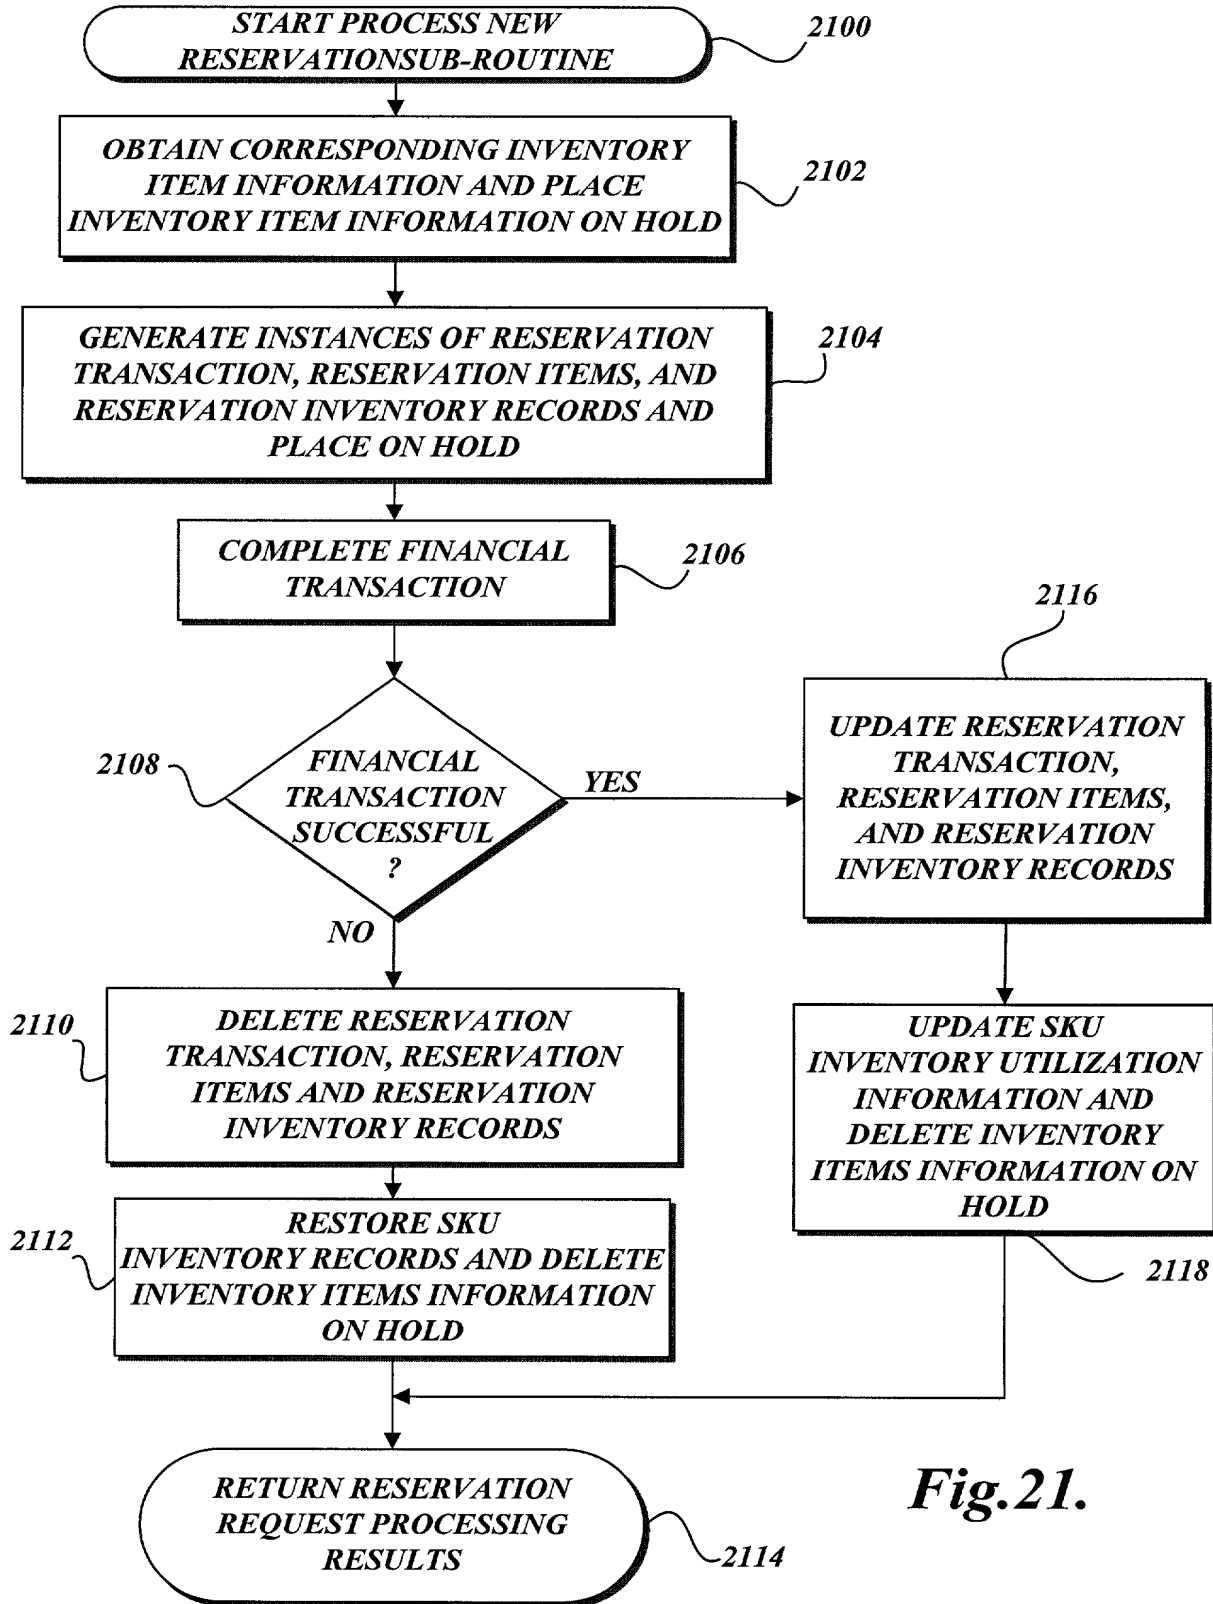 START PROCESS NEW
RESERVATIONSUB-ROUTINE
2100
OBTAIN CORRESPONDING INVENTORY
ITEM INFORMATION AND PLACE
INVENTORY ITEM INFORMATION ON HOLD
2102
GENERATE INSTANCES OF RESERVATION
TRANSACTION, RESERVATION ITEMS, AND
RESERVATION INVENTORY RECORDS AND
PLACE ON HOLD
2104
COMPLETE FINANCIAL
TRANSACTION
2106
2108
FINANCIAL
TRANSACTION
SUCCESSFUL
?
YES
NO
2116
UPDATE RESERVATION
TRANSACTION,
RESERVATION ITEMS,
AND RESERVATION
INVENTORY RECORDS
2110
DELETE RESERVATION
TRANSACTION, RESERVATION
ITEMS AND RESERVATION
INVENTORY RECORDS
UPDATE SKU
INVENTORY UTILIZATION
INFORMATION AND
DELETE INVENTORY
ITEMS INFORMATION ON
HOLD
2118
2112
RESTORE SKU
INVENTORY RECORDS AND DELETE
INVENTORY ITEMS INFORMATION
ON HOLD
RETURN RESERVATION
REQUEST PROCESSING
RESULTS
2114
Fig.21.